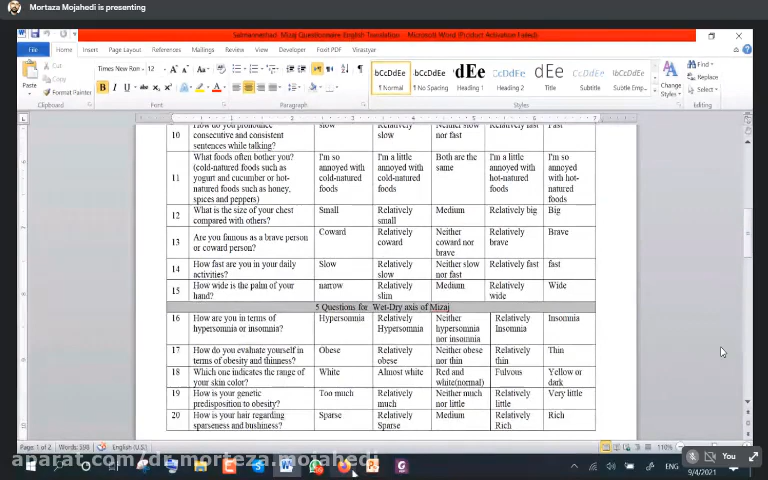 Mortaza Mojahedi is presenting
Salmannezhad. Mizaj Questionnaire English Translation - Microsoft Word (Product Activation Failed)
File Home Insert Page Layout References Mailings Review View Developer Foxit PDF Virastyar
Paste Cut Copy Format Painter
Times New Ron 12
AaBbCcDdEe AaBbCcDdEe
¶ Normal ¶ No Spacing Heading 1 Heading 2 Title Subtitle Subtle Emp...
Change Styles
Find Replace Select
Clipboard Font Paragraph Styles Editing
10 How do you pronounce consecutive and consistent sentences while talking? slow Relatively slow Neither slow nor fast Relatively fast Fast
11 What foods often bother you? (cold-natured foods such as yogurt and cucumber or hot-natured foods such as honey, spices and peppers) I'm so annoyed with cold-natured foods I'm a little annoyed with cold-natured foods Both are the same I'm a little annoyed with hot-natured foods I'm so annoyed with hot-natured foods
12 What is the size of your chest compared with others? Small Relatively small Medium Relatively big Big
13 Are you famous as a brave person or coward person? Coward Relatively coward Neither coward nor brave Relatively brave Brave
14 How fast are you in your daily activities? Slow Relatively slow Neither slow nor fast Relatively fast fast
15 How wide is the palm of your hand? narrow Relatively slim Medium Relatively wide Wide
5 Questions for Wet-Dry axis of Mizaj
16 How are you in terms of hypersomnia or insomnia? Hypersomnia Relatively Hypersomnia Neither hypersomnia nor insomnia Relatively Insomnia Insomnia
17 How do you evaluate yourself in terms of obesity and thinness? Obese Relatively obese Neither obese nor thin Relatively thin Thin
18 Which one indicates the range of your skin color? White Almost white Red and white(normal) Fulvous Yellow or dark
19 How is your genetic predisposition to obesity? Too much Relatively much Neither much nor little Relatively little Very little
20 How is your hair regarding sparseness and bushiness? Sparse Relatively Sparse Medium Relatively Rich Rich
Page: 1 of 2 Words: 598 English (U.S.) 110%
aparat.com/dr.morteza.mojahedi
You
9/4/2021